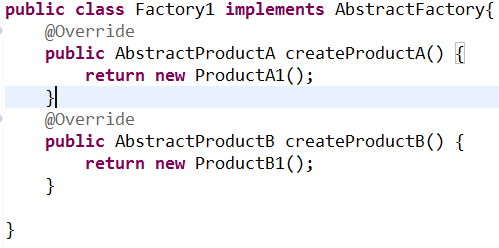 public class Factory1 implements AbstractFactory{
    @Override
    public AbstractProductA createProductA() {
        return new ProductA1();
    }
    @Override
    public AbstractProductB createProductB() {
        return new ProductB1();
    }

}